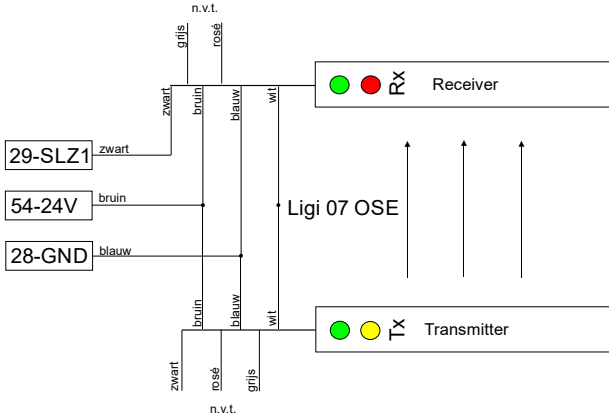 n.v.t.
grijs
rosé
zwart
bruin
blauw
wit
Rx
Receiver
29-SLZ1
zwart
54-24V
bruin
Ligi 07 OSE
28-GND
blauw
bruin
blauw
wit
Tx
Transmitter
zwart
rosé
grijs
n.v.t.